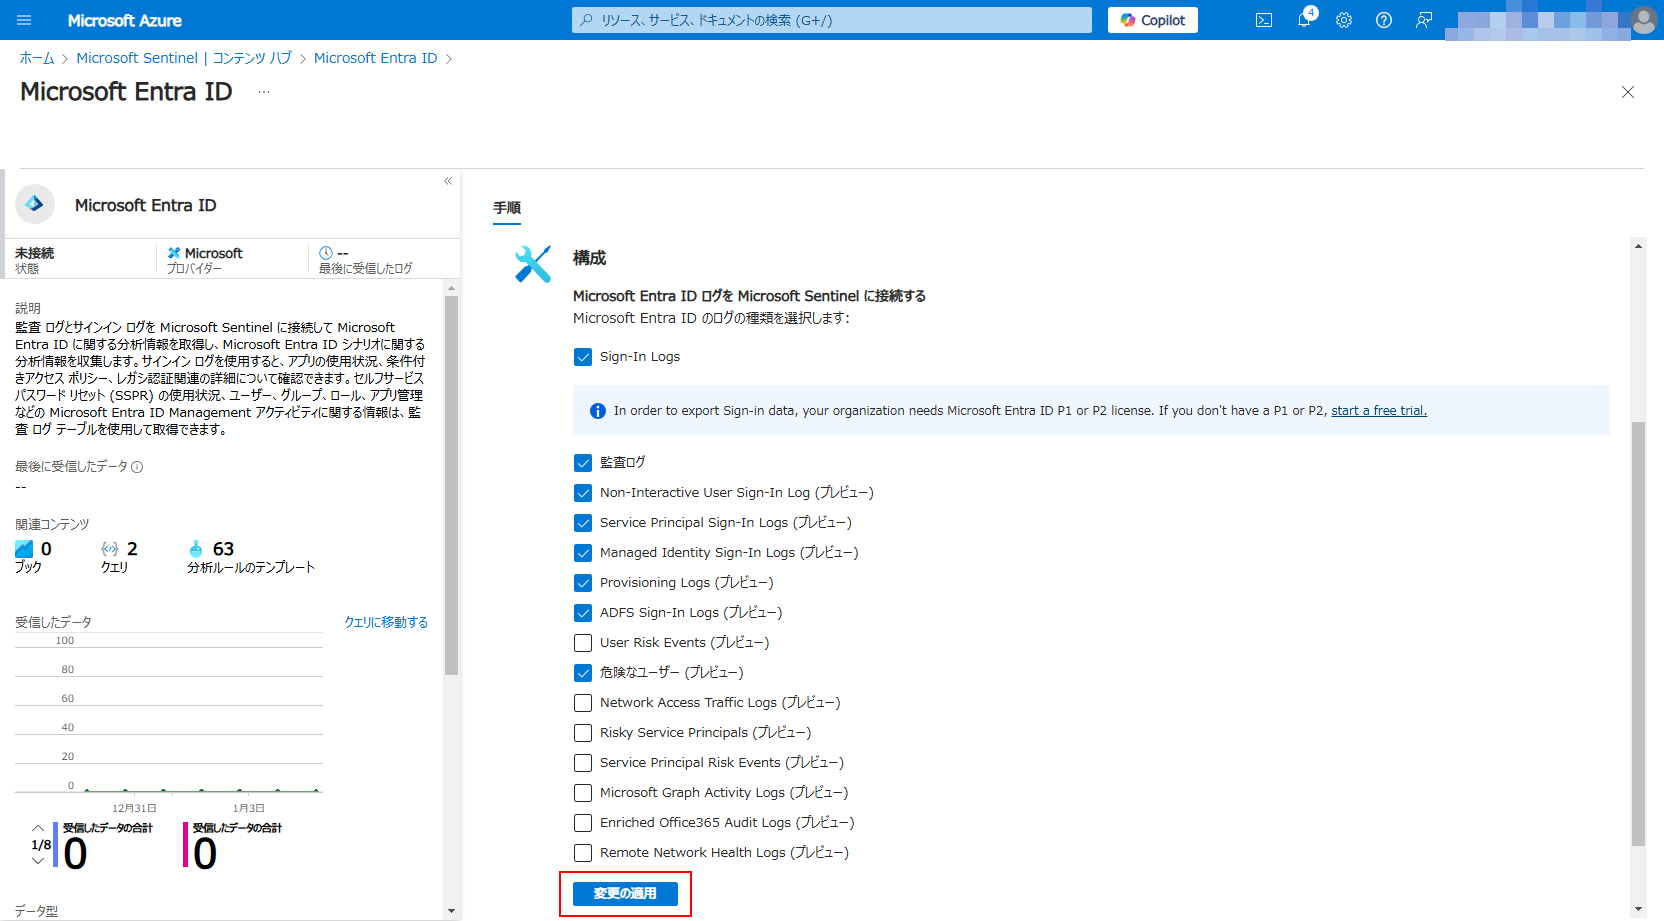 Microsoft Azure
リソース、サービス、ドキュメントの検索 (G+/)
Copilot
4
ホーム > Microsoft Sentinel | コンテンツ ハブ > Microsoft Entra ID >
Microsoft Entra ID ...
«
Microsoft Entra ID
未接続
状態
Microsoft
プロバイダー
--
最後に受信したログ
説明
監査 ログとサインイン ログを Microsoft Sentinel に接続して Microsoft
Entra ID に関する分析情報を取得し、Microsoft Entra ID シナリオに関する
分析情報を収集します。サインイン ログを使用すると、アプリの使用状況、条件付
きアクセス ポリシー、レガシ認証関連の詳細について確認できます。セルフサービス
パスワード リセット (SSPR) の使用状況、ユーザー、グループ、ロール、アプリ管理
などの Microsoft Entra ID Management アクティビティに関する情報は、監
査 ログ テーブルを使用して取得できます。
最後に受信したデータ
--
関連コンテンツ
0
ブック
2
クエリ
63
分析ルールのテンプレート
受信したデータ
クエリに移動する
100
80
60
40
20
0
12月31日
1月3日
1/8
受信したデータの合計
0
受信したデータの合計
0
データ型
手順
構成
Microsoft Entra ID ログを Microsoft Sentinel に接続する
Microsoft Entra ID のログの種類を選択します:
Sign-In Logs
In order to export Sign-in data, your organization needs Microsoft Entra ID P1 or P2 license. If you don't have a P1 or P2, start a free trial.
監査ログ
Non-Interactive User Sign-In Log (プレビュー)
Service Principal Sign-In Logs (プレビュー)
Managed Identity Sign-In Logs (プレビュー)
Provisioning Logs (プレビュー)
ADFS Sign-In Logs (プレビュー)
User Risk Events (プレビュー)
危険なユーザー (プレビュー)
Network Access Traffic Logs (プレビュー)
Risky Service Principals (プレビュー)
Service Principal Risk Events (プレビュー)
Microsoft Graph Activity Logs (プレビュー)
Enriched Office365 Audit Logs (プレビュー)
Remote Network Health Logs (プレビュー)
変更の適用